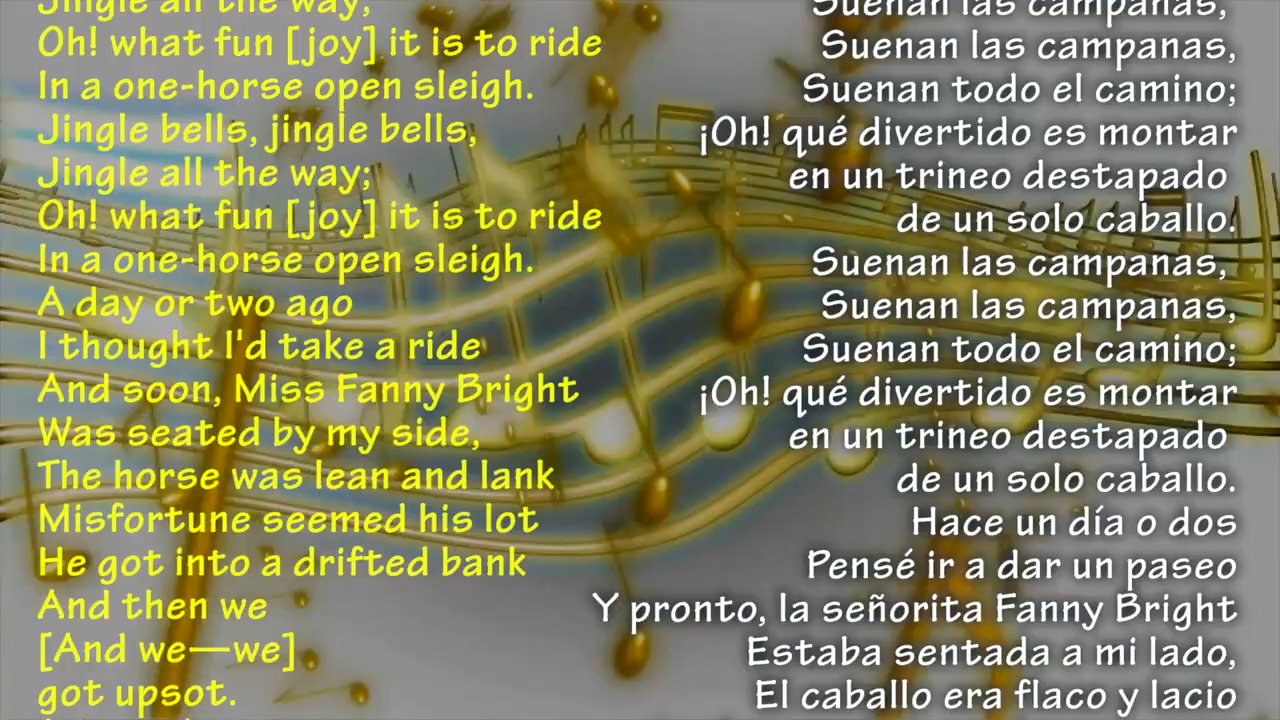 Jingle all the way;
Oh! what fun [joy] it is to ride
In a one-horse open sleigh.
Jingle bells, jingle bells,
Jingle all the way;
Oh! what fun [joy] it is to ride
In a one-horse open sleigh.
A day or two ago
I thought I'd take a ride
And soon, Miss Fanny Bright
Was seated by my side,
The horse was lean and lank
Misfortune seemed his lot
He got into a drifted bank
And then we
[And we—we]
got upsot.
Suenan las campanas,
Suenan las campanas,
Suenan todo el camino;
¡Oh! qué divertido es montar
en un trineo destapado
de un solo caballo.
Suenan las campanas,
Suenan las campanas,
Suenan todo el camino;
¡Oh! qué divertido es montar
en un trineo destapado
de un solo caballo.
Hace un día o dos
Pensé ir a dar un paseo
Y pronto, la señorita Fanny Bright
Estaba sentada a mi lado,
El caballo era flaco y lacio